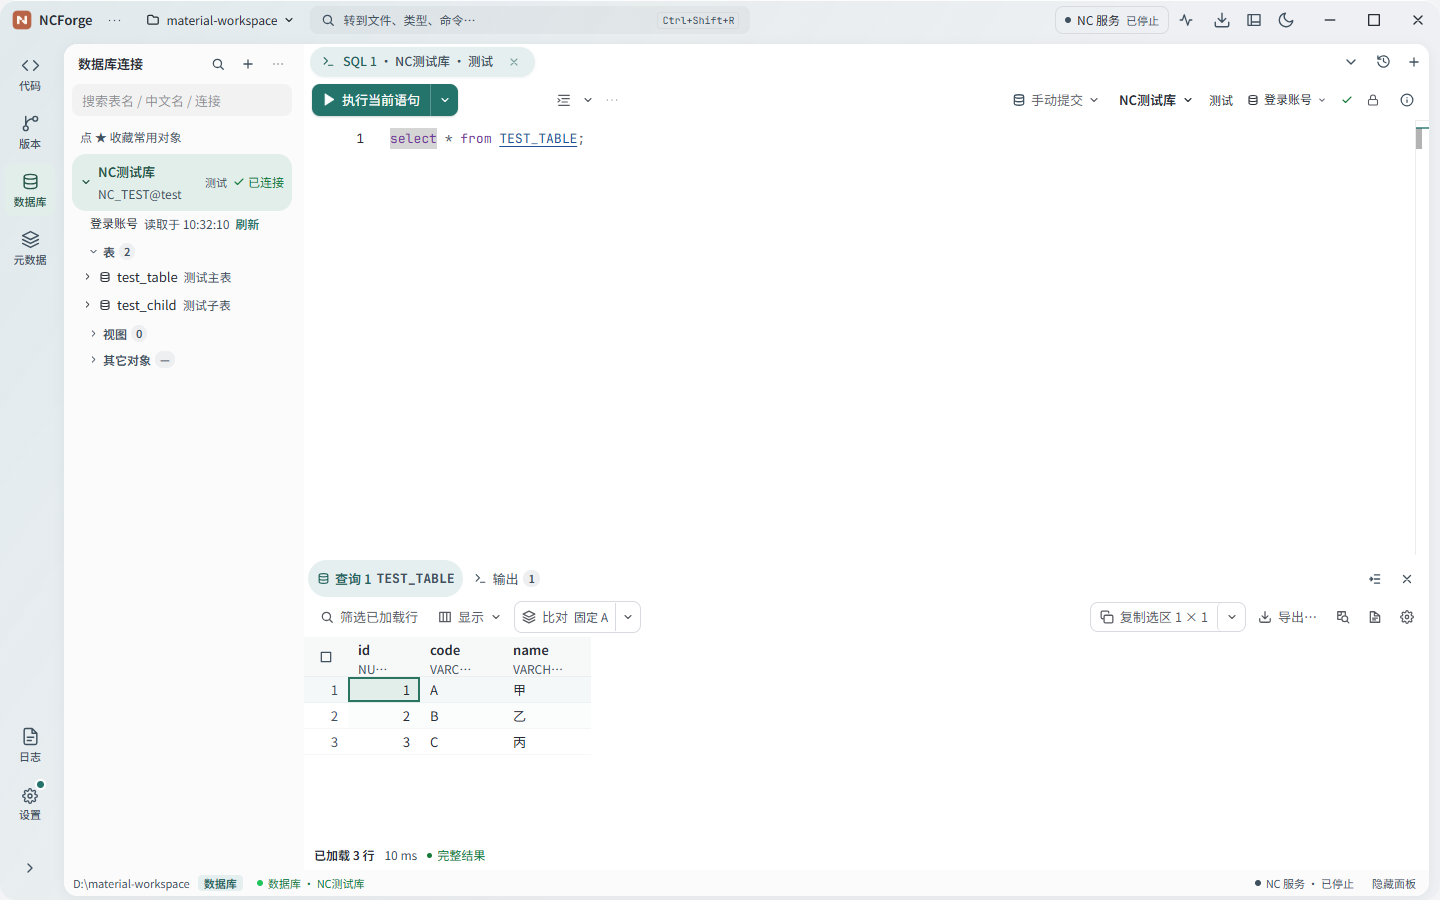 NCForge ··· material-workspace 转到文件、类型、命令··· Ctrl+Shift+R NC 服务 已停止
代码
版本
数据库
元数据
日志
设置
数据库连接 ···
搜索表名 / 中文名 / 连接
点 ★ 收藏常用对象
NC测试库
NC_TEST@test
测试 ✓ 已连接
登录账号 读取于 10:32:10 刷新
表 2
test_table 测试主表
test_child 测试子表
视图 0
其它对象 —
SQL 1 • NC测试库 • 测试
执行当前语句 ··· 手动提交 NC测试库 测试 登录账号
1 select * from TEST_TABLE;
查询 1 TEST_TABLE 输出 1
筛选已加载行 显示 比对 固定 A 复制选区 1 × 1 导出···
id code name
NU··· VARC··· VARCH···
1 1 A 甲
2 2 B 乙
3 3 C 丙
已加载 3 行 10 ms • 完整结果
D:\material-workspace 数据库 • 数据库 • NC测试库 • NC 服务 • 已停止 隐藏面板